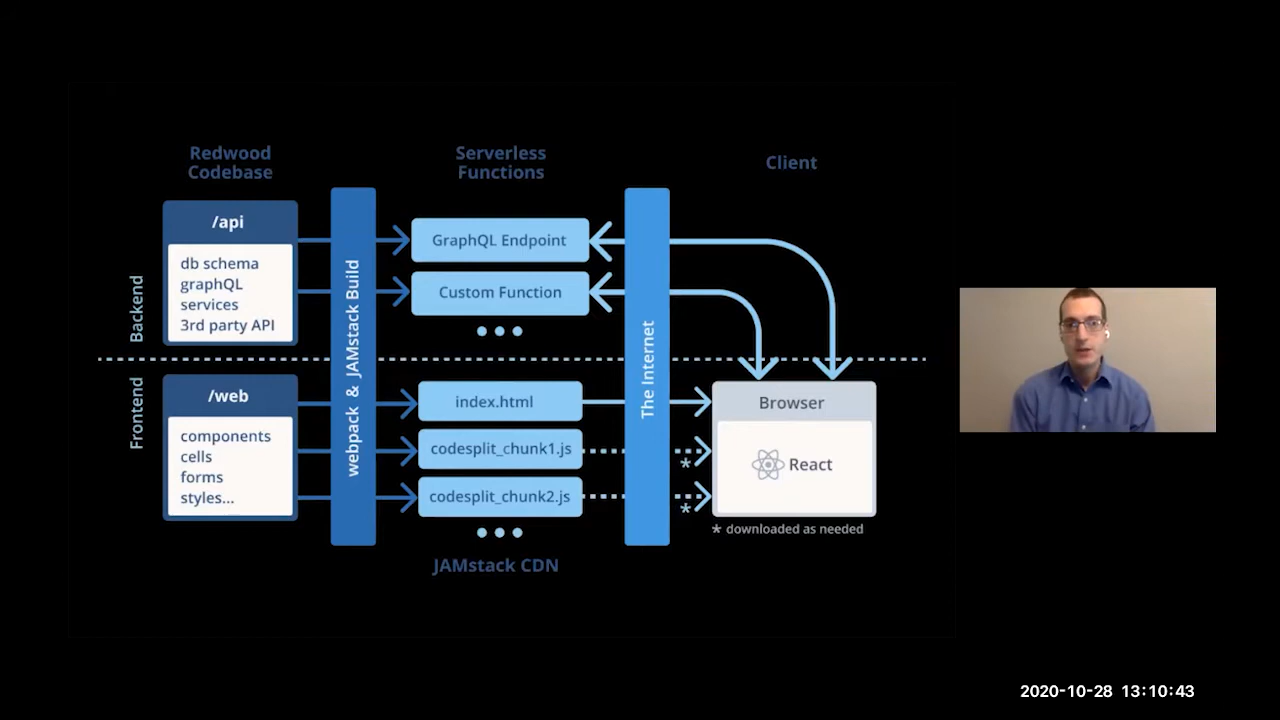 Redwood
Codebase
Serverless
Functions
Client
/api
db schema
graphQL
services
3rd party API
Backend
webpack & JAMstack Build
GraphQL Endpoint
Custom Function
The Internet
Frontend
/web
components
cells
forms
styles...
index.html
codesplit_chunk1.js
codesplit_chunk2.js
JAMstack CDN
Browser
React
*
*
* downloaded as needed
2020-10-28 13:10:43